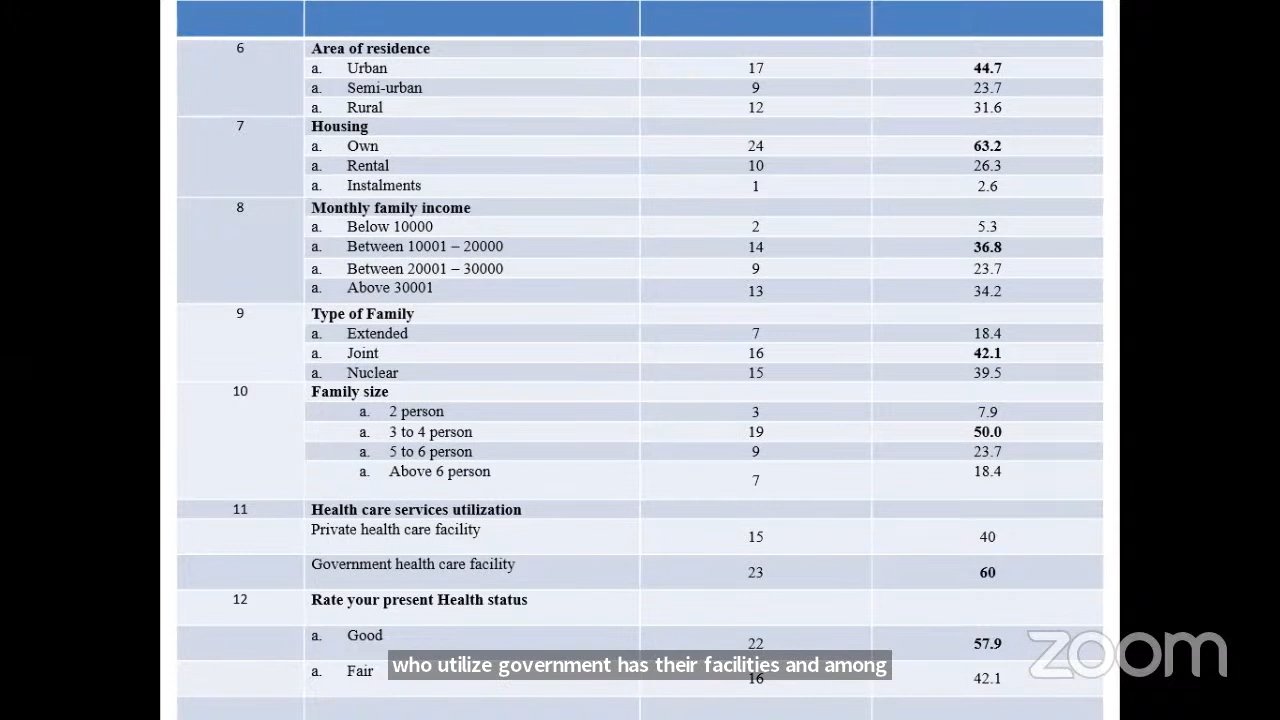 6 Area of residence
a. Urban 17 44.7
a. Semi-urban 9 23.7
a. Rural 12 31.6
7 Housing
a. Own 24 63.2
a. Rental 10 26.3
a. Instalments 1 2.6
8 Monthly family income
a. Below 10000 2 5.3
a. Between 10001 – 20000 14 36.8
a. Between 20001 – 30000 9 23.7
a. Above 30001 13 34.2
9 Type of Family
a. Extended 7 18.4
a. Joint 16 42.1
a. Nuclear 15 39.5
10 Family size
a. 2 person 3 7.9
a. 3 to 4 person 19 50.0
a. 5 to 6 person 9 23.7
a. Above 6 person 7 18.4
11 Health care services utilization
Private health care facility 15 40
Government health care facility 23 60
12 Rate your present Health status
a. Good 22 57.9
who utilize government has their facilities and among
a. Fair 16 42.1
zoom